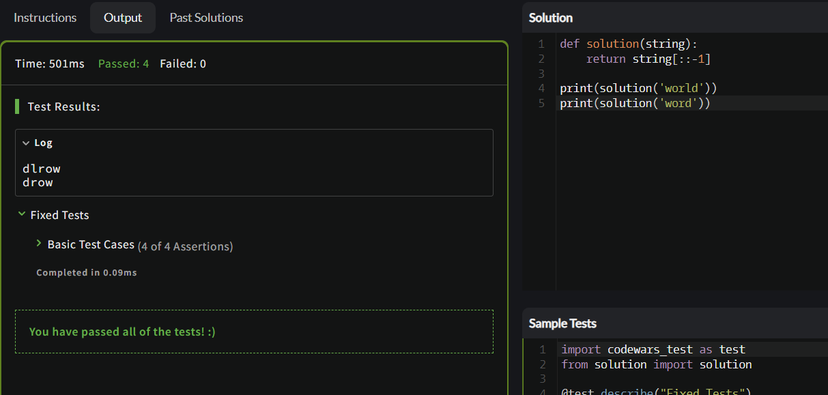 Instructions Output Past Solutions
Time: 501ms Passed: 4 Failed: 0
Test Results:
Log
dlrow
drow
Fixed Tests
Basic Test Cases (4 of 4 Assertions)
Completed in 0.09ms
You have passed all of the tests! :)
Solution
1 def solution(string):
2 return string[::-1]
3
4 print(solution('world'))
5 print(solution('word'))
Sample Tests
1 import codewars_test as test
2 from solution import solution
3
4 @test.describe("Fixed Tests")